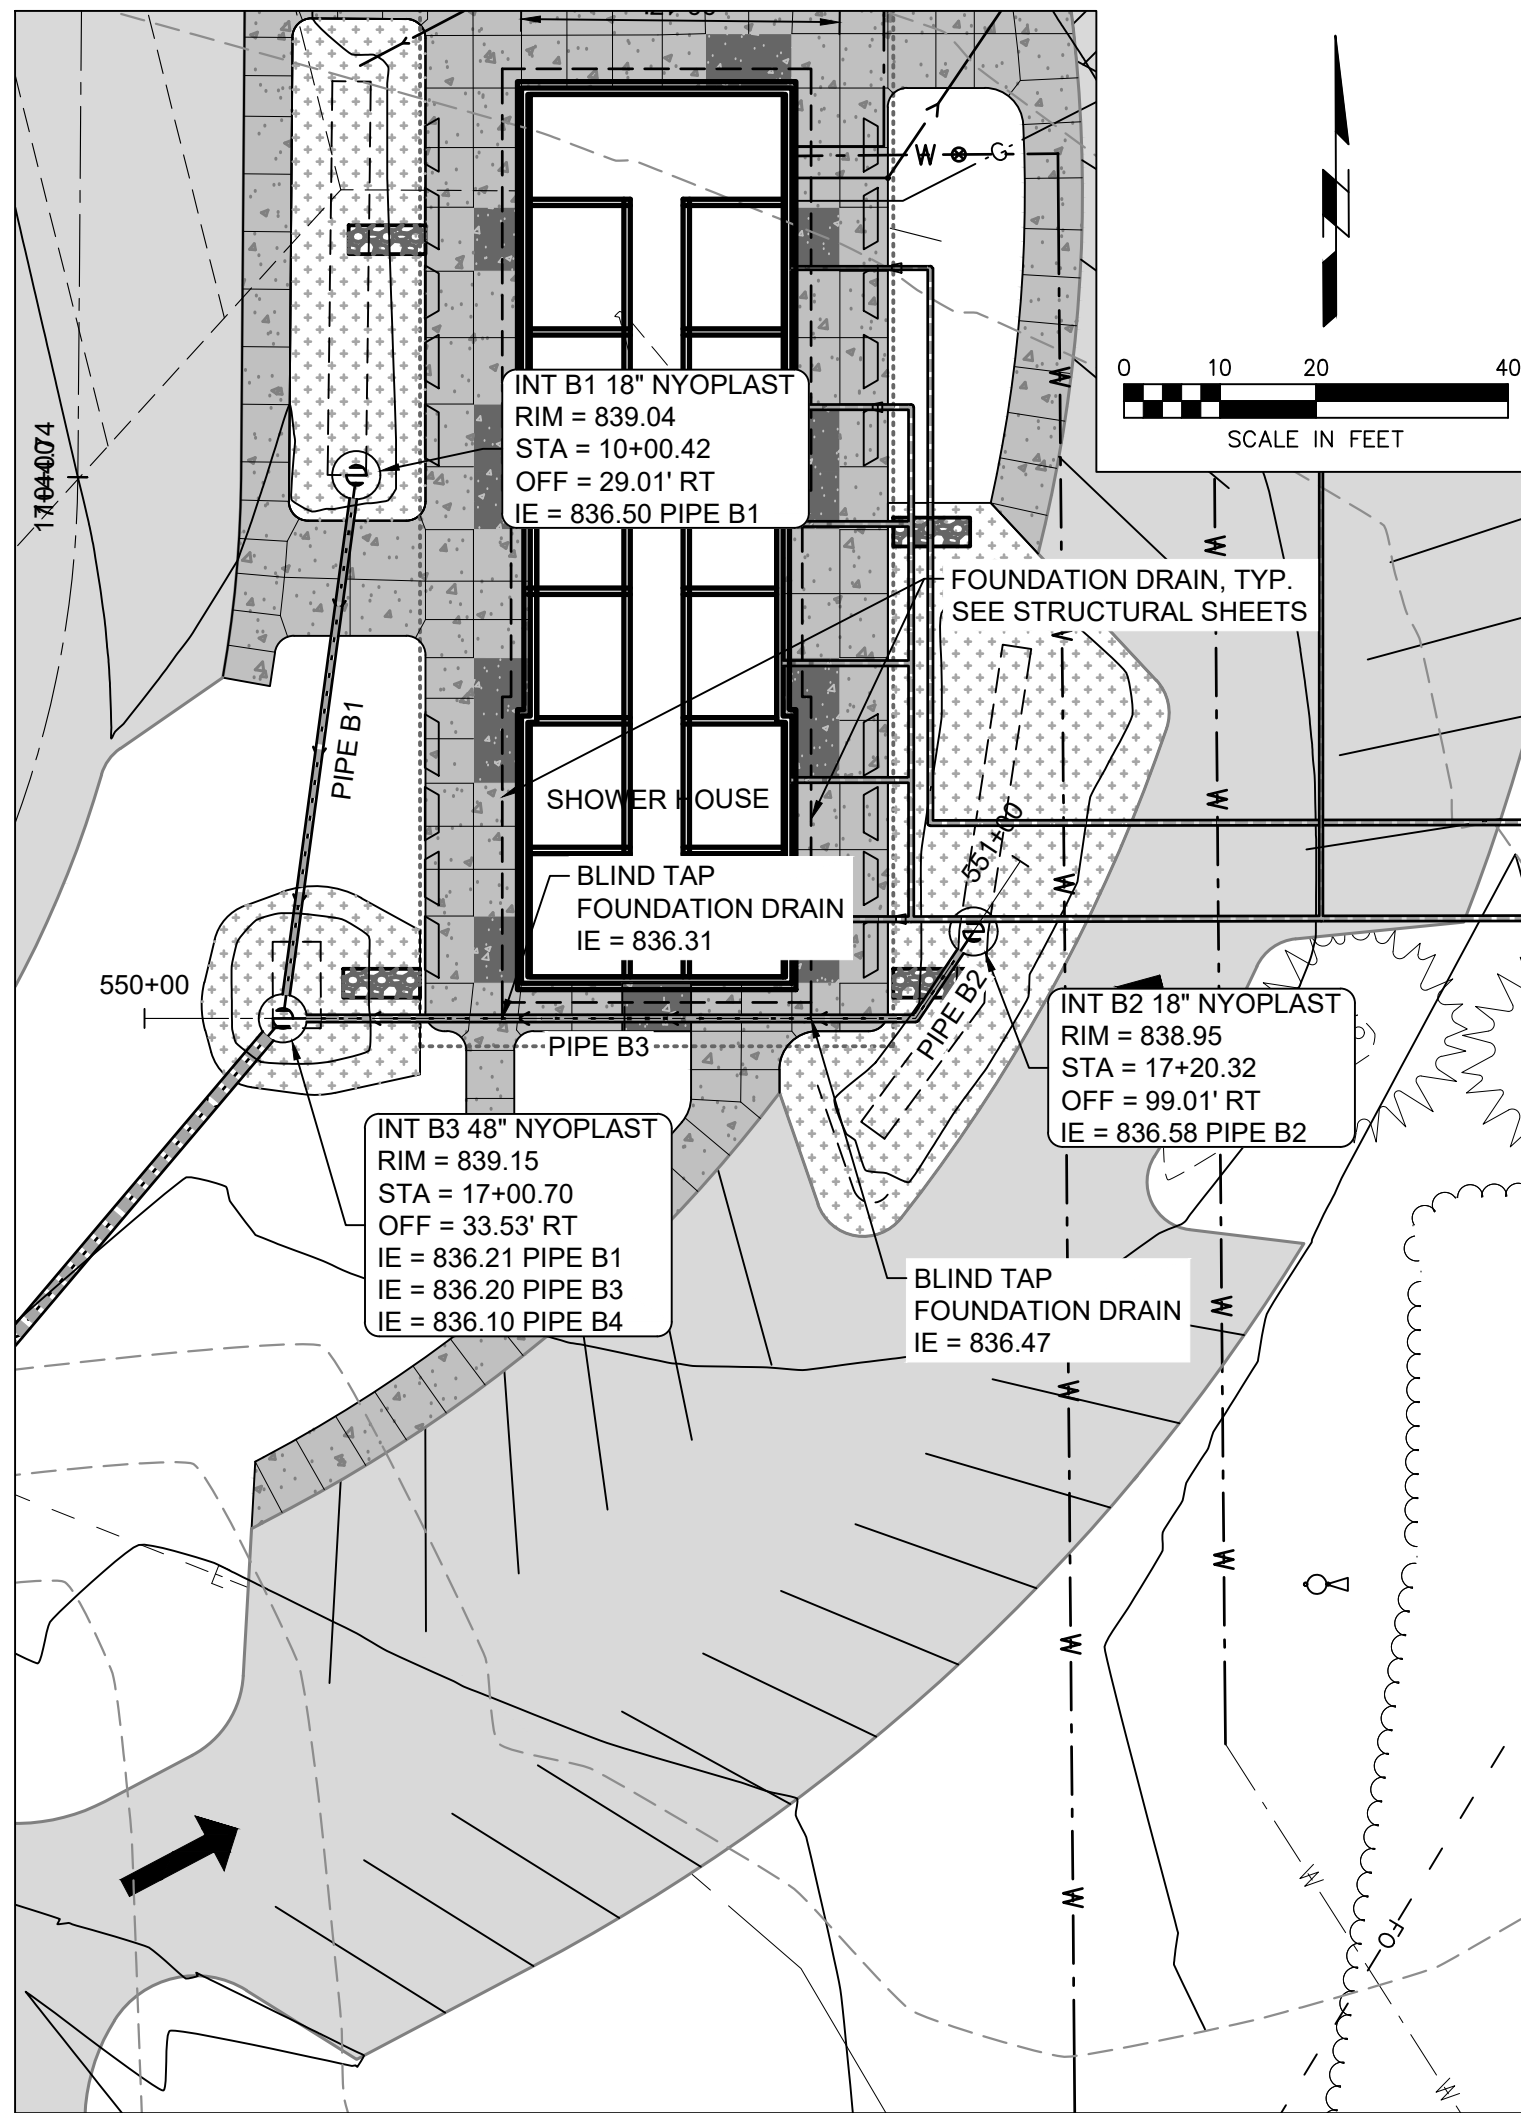 W
G
0 10 20 40
SCALE IN FEET
INT B1 18" NYOPLAST
RIM = 839.04
STA = 10+00.42
OFF = 29.01' RT
IE = 836.50 PIPE B1
W
W
FOUNDATION DRAIN, TYP.
SEE STRUCTURAL SHEETS
W
PIPE B1
SHOWER HOUSE
W
551+00
BLIND TAP
FOUNDATION DRAIN
IE = 836.31
W
550+00
PIPE B2
PIPE B3
INT B2 18" NYOPLAST
RIM = 838.95
STA = 17+20.32
OFF = 99.01' RT
IE = 836.58 PIPE B2
INT B3 48" NYOPLAST
RIM = 839.15
STA = 17+00.70
OFF = 33.53' RT
IE = 836.21 PIPE B1
IE = 836.20 PIPE B3
IE = 836.10 PIPE B4
BLIND TAP
FOUNDATION DRAIN
IE = 836.47
W
W
W
E
W
W
W
FO
W